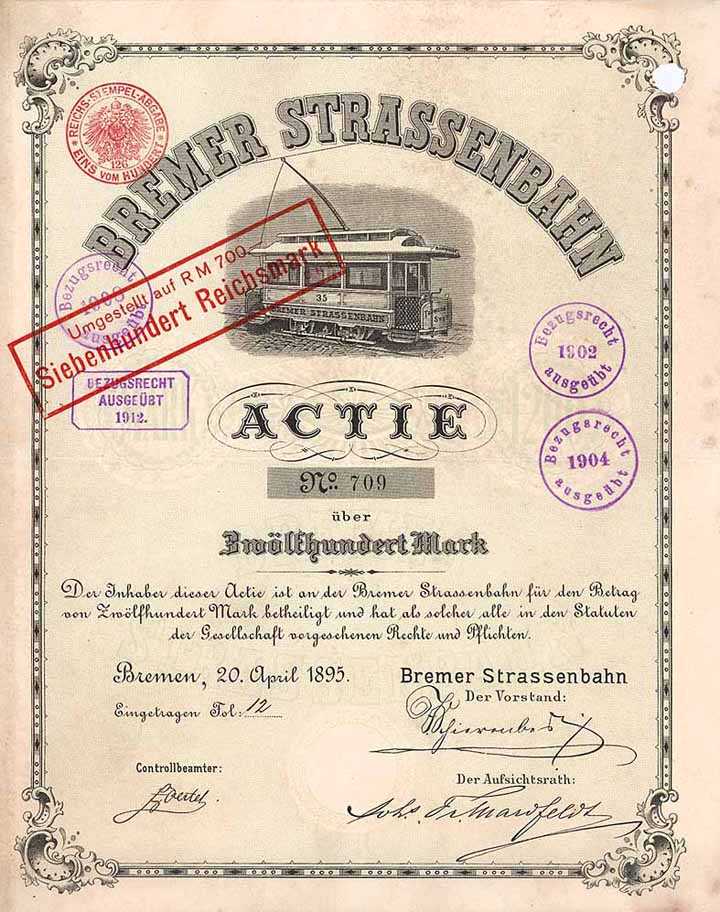 BREMER STRASSENBAHN
REICHS-STEMPEL-ABGABE
EINS VOM HUNDERT
126
35
BREMER STRASSENBAHN
Umgestellt auf RM 700
Siebenhundert Reichsmark
Bezugsrecht
ausgeübt
BEZUGSRECHT
AUSGEÜBT
1912.
Bezugsrecht
1902
ausgeübt
Bezugsrecht
1904
ausgeübt
ACTIE
No. 709
über
Zwölfhundert Mark
Der Inhaber dieser Actie ist an der Bremer Strassenbahn für den Betrag
von Zwölfhundert Mark betheiligt und hat als solcher alle in den Statuten
der Gesellschaft vorgesehenen Rechte und Pflichten.
Bremen, 20. April 1895.
Eingetragen Fol: 12
Bremer Strassenbahn
Der Vorstand:
Controllbeamter:
Der Aufsichtsrath: